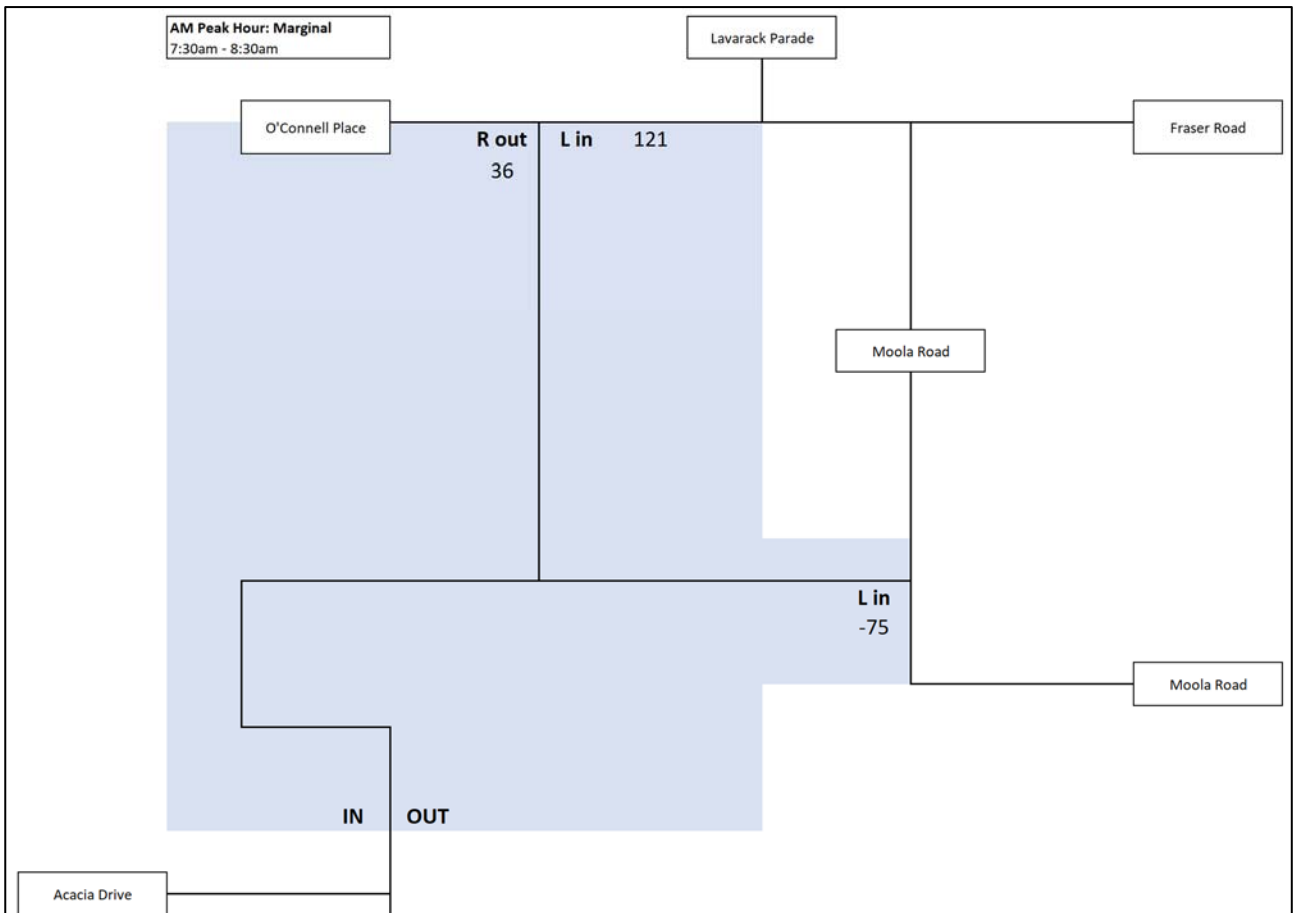 AM Peak Hour: Marginal
7:30am - 8:30am
Lavarack Parade
O'Connell Place
R out
L in
121
Fraser Road
36
Moola Road
L in
-75
Moola Road
IN
OUT
Acacia Drive